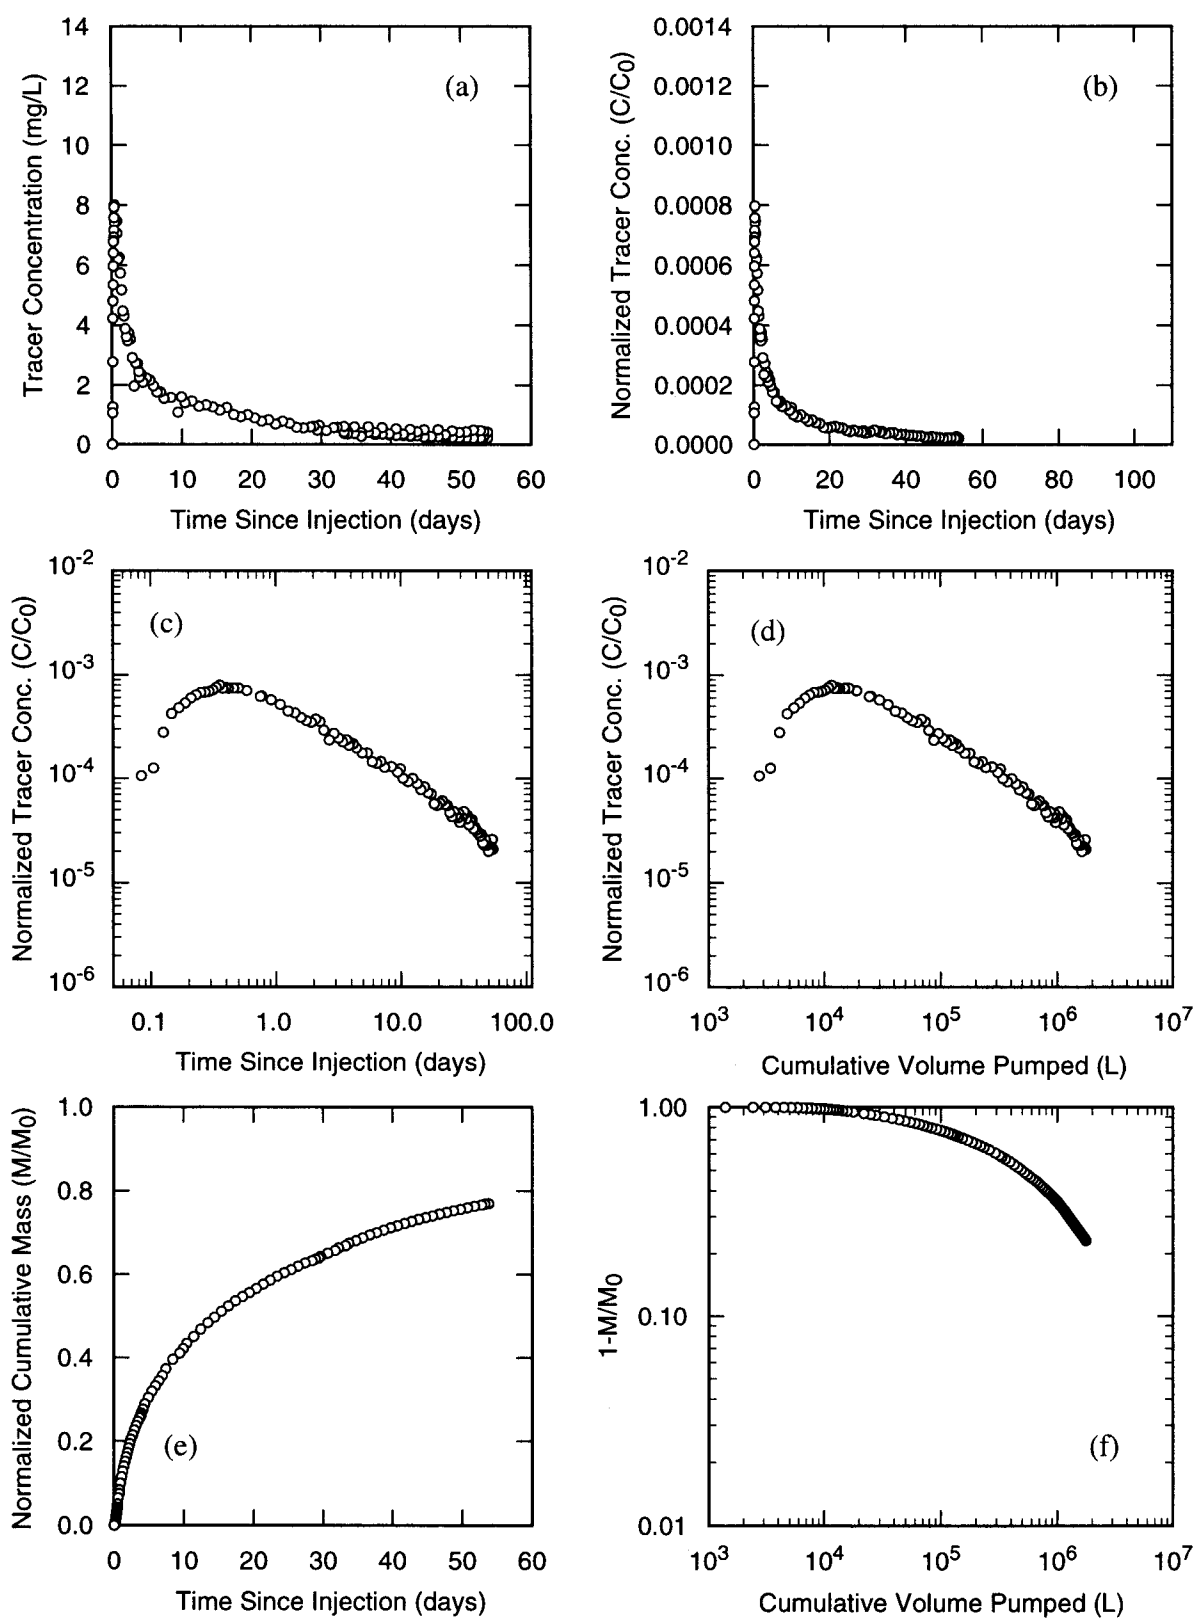 14
12
10
8
6
4
2
0
Tracer Concentration (mg/L)
(a)
0 10 20 30 40 50 60
Time Since Injection (days)
0.0014
0.0012
0.0010
0.0008
0.0006
0.0004
0.0002
0.0000
Normalized Tracer Conc. (C/C0)
(b)
0 20 40 60 80 100
Time Since Injection (days)
10-2
10-3
10-4
10-5
10-6
Normalized Tracer Conc. (C/C0)
(c)
0.1 1.0 10.0 100.0
Time Since Injection (days)
10-2
10-3
10-4
10-5
10-6
Normalized Tracer Conc. (C/C0)
(d)
103 104 105 106 107
Cumulative Volume Pumped (L)
1.0
0.8
0.6
0.4
0.2
0.0
Normalized Cumulative Mass (M/M0)
(e)
0 10 20 30 40 50 60
Time Since Injection (days)
1.00
0.10
0.01
1-M/M0
(f)
103 104 105 106 107
Cumulative Volume Pumped (L)